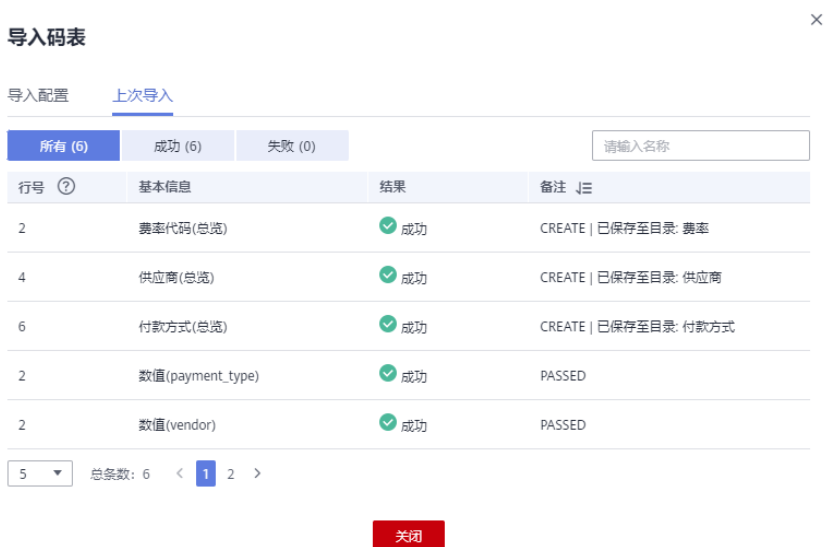 导入码表
导入配置 上次导入
所有 (6) 成功 (6) 失败 (0) 请输入名称
行号 ? 基本信息 结果 备注
2 费率代码(总览) 成功 CREATE | 已保存至目录: 费率
4 供应商(总览) 成功 CREATE | 已保存至目录: 供应商
6 付款方式(总览) 成功 CREATE | 已保存至目录: 付款方式
2 数值(payment_type) 成功 PASSED
2 数值(vendor) 成功 PASSED
5 总条数: 6 < 1 2 >
关闭